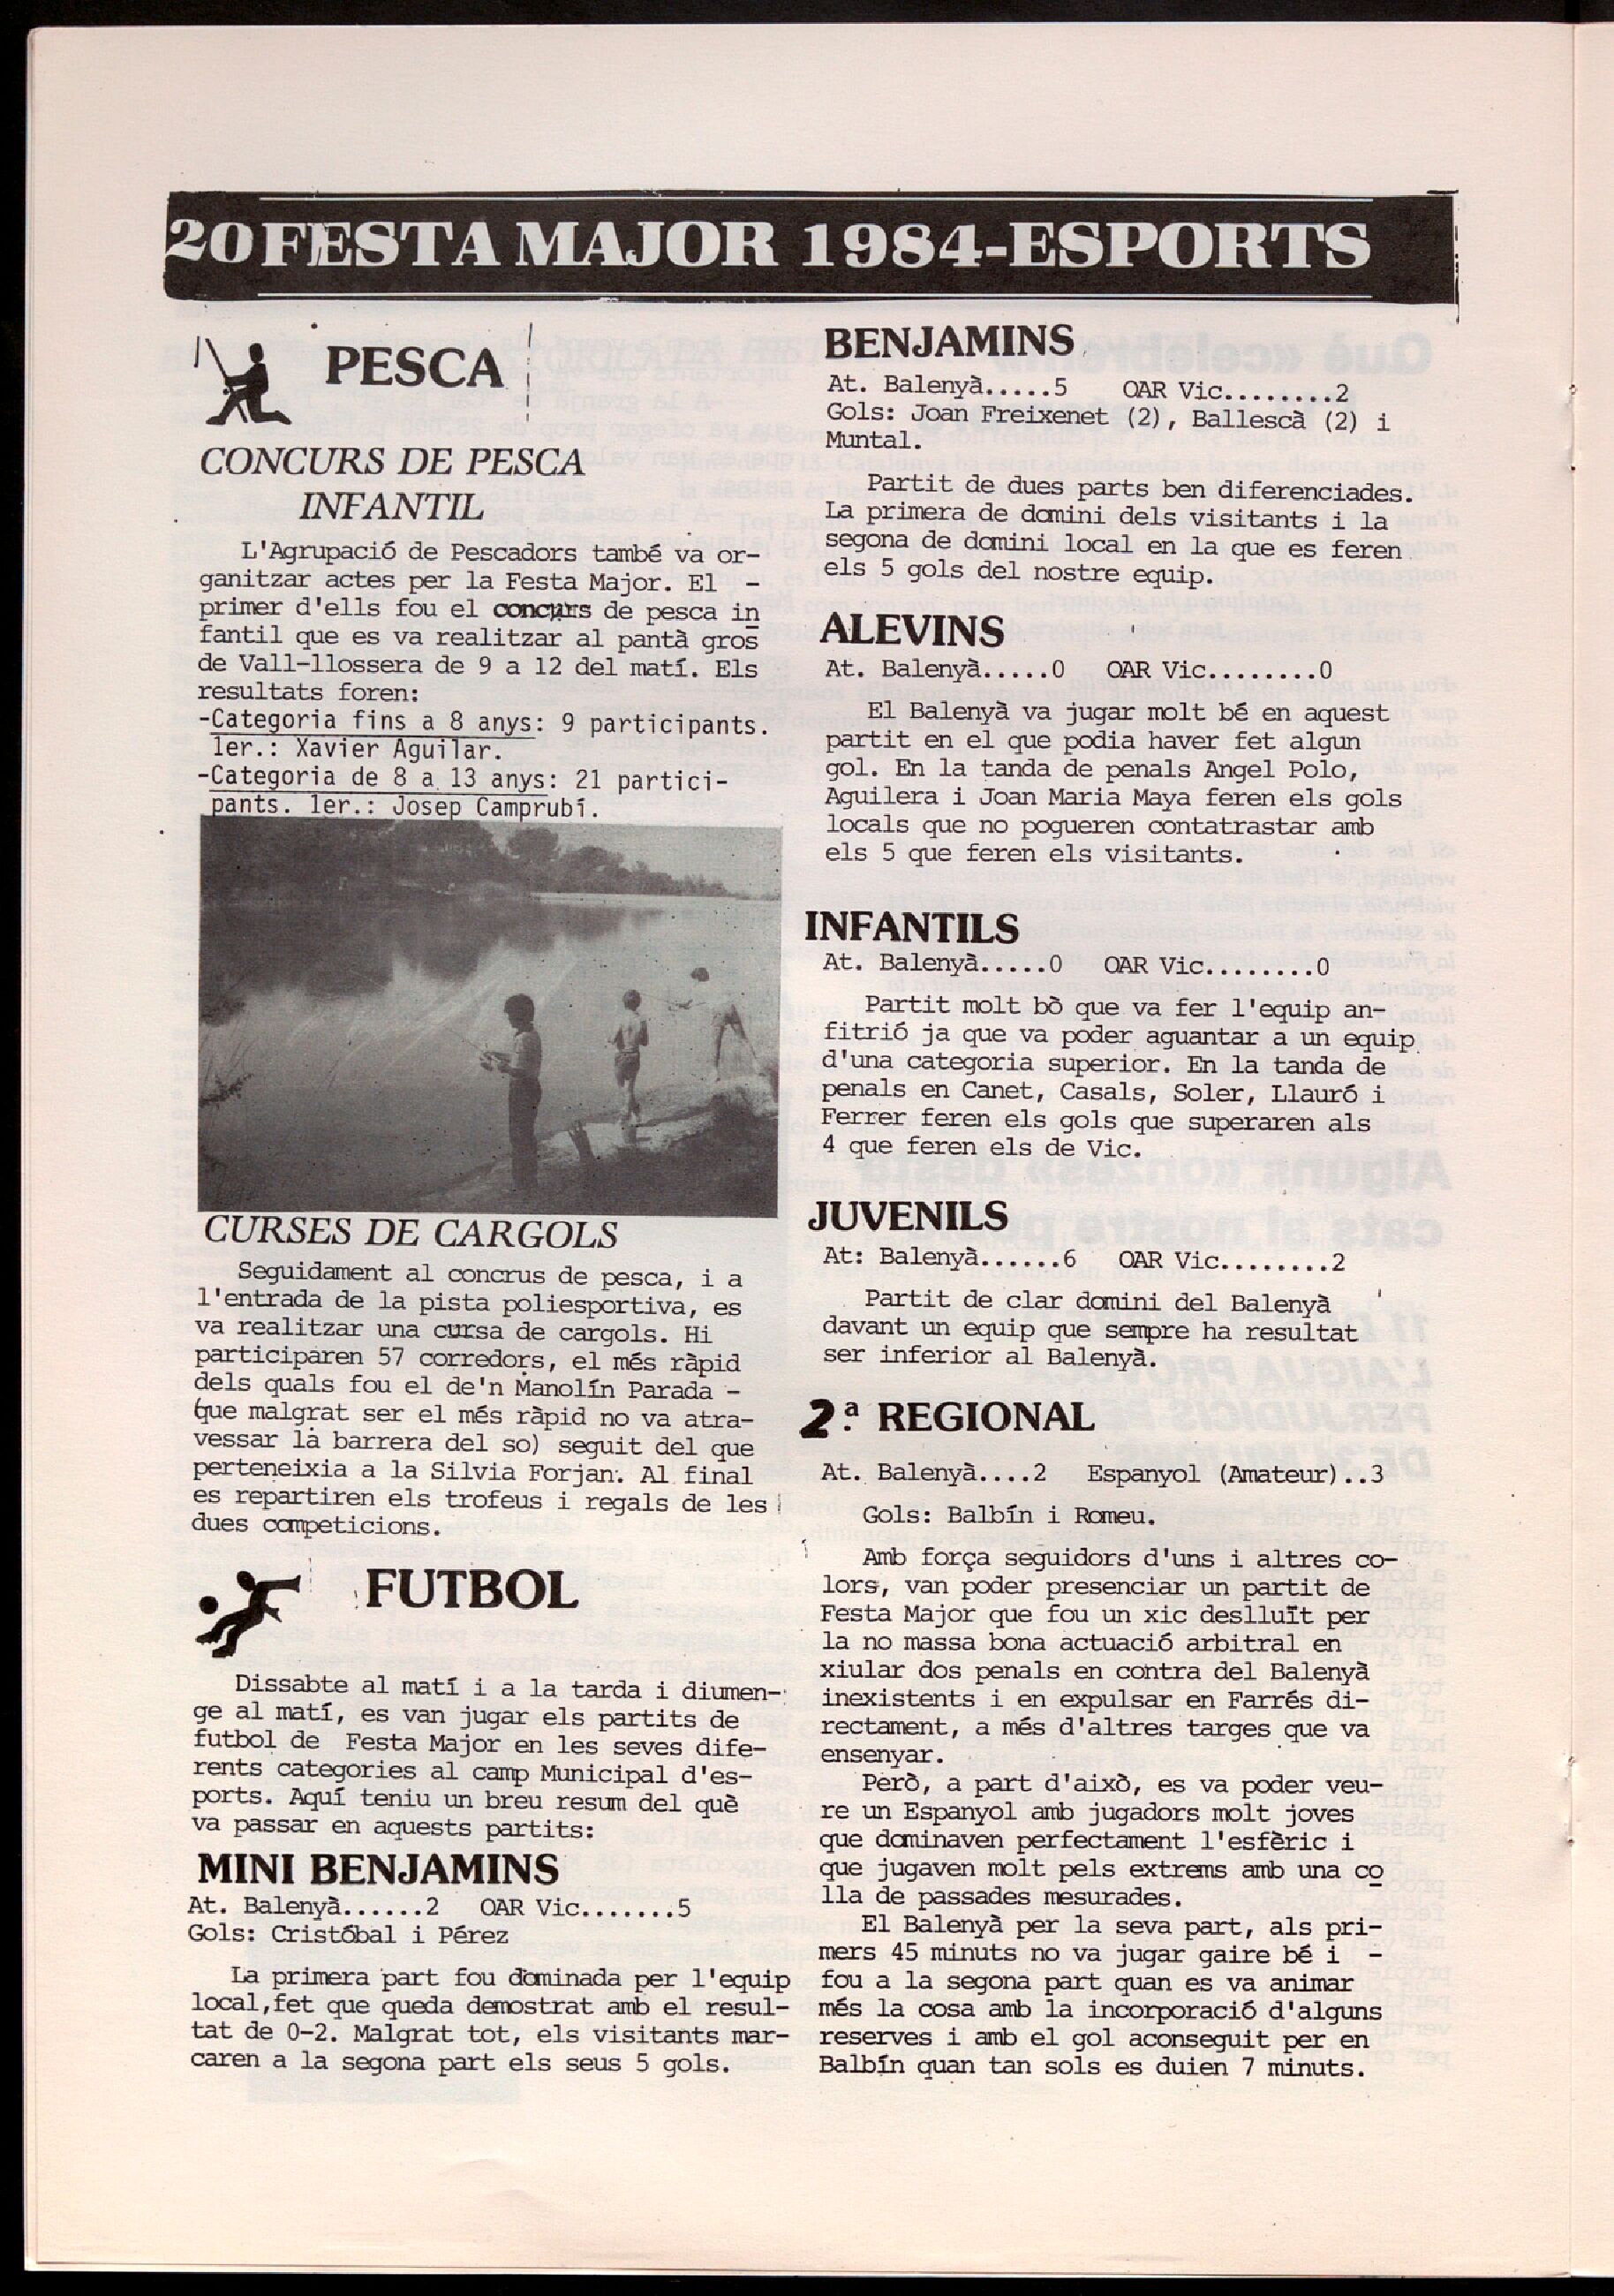 20 FESTA MAJOR 1984-ESPORTS
PESCA
CONCURS DE PESCA
INFANTIL
L'Agrupació de Pescadors també va or-
ganitzar actes per la Festa Major. El -
primer d'ells fou el concurs de pesca in
fantil que es va realitzar al pantà gros
de Vall-llossera de 9 a 12 del matí. Els
resultats foren:
-Categoria fins a 8 anys: 9 participants.
1er.: Xavier Aguilar.
-Categoria de 8 a 13 anys: 21 partici-
pants. 1er.: Josep Camprubí.
CURSES DE CARGOLS
Seguidament al concrus de pesca, i a
l'entrada de la pista poliesportiva, es
va realitzar una cursa de cargols. Hi
participaren 57 corredors, el més ràpid
dels quals fou el de'n Manolín Parada -
(que malgrat ser el més ràpid no va atra-
vessar la barrera del so) seguit del que
perteneixia a la Silvia Forjan. Al final
es repartiren els trofeus i regals de les
dues competicions.
FUTBOL
Dissabte al matí i a la tarda i diumen-
ge al matí, es van jugar els partits de
futbol de Festa Major en les seves dife-
rents categories al camp Municipal d'es-
ports. Aquí teniu un breu resum del què
va passar en aquests partits:
MINI BENJAMINS
At. Balenyà......2 OAR Vic.......5
Gols: Cristóbal i Pérez
La primera part fou dominada per l'equip
local,fet que queda demostrat amb el resul-
tat de 0-2. Malgrat tot, els visitants mar-
caren a la segona part els seus 5 gols.
BENJAMINS
At. Balenyà.....5 OAR Vic........2
Gols: Joan Freixenet (2), Ballescà (2) i
Muntal.
Partit de dues parts ben diferenciades.
La primera de domini dels visitants i la
segona de domini local en la que es feren
els 5 gols del nostre equip.
ALEVINS
At. Balenyà.....0 OAR Vic........0
El Balenyà va jugar molt bé en aquest
partit en el que podia haver fet algun
gol. En la tanda de penals Angel Polo,
Aguilera i Joan Maria Maya feren els gols
locals que no pogueren contatrastar amb
els 5 que feren els visitants.
INFANTILS
At. Balenyà.....0 OAR Vic........0
Partit molt bò que va fer l'equip an-
fitrió ja que va poder aguantar a un equip
d'una categoria superior. En la tanda de
penals en Canet, Casals, Soler, Llauró i
Ferrer feren els gols que superaren als
4 que feren els de Vic.
JUVENILS
At: Balenyà......6 OAR Vic........2
Partit de clar domini del Balenyà
davant un equip que sempre ha resultat
ser inferior al Balenyà.
2.ª REGIONAL
At. Balenyà....2 Espanyol (Amateur)..3
Gols: Balbín i Romeu.
Amb força seguidors d'uns i altres co-
lors, van poder presenciar un partit de
Festa Major que fou un xic deslluït per
la no massa bona actuació arbitral en
xiular dos penals en contra del Balenyà
inexistents i en expulsar en Farrés di-
rectament, a més d'altres targes que va
ensenyar.
Però, a part d'això, es va poder veu-
re un Espanyol amb jugadors molt joves
que dominaven perfectament l'esfèric i
que jugaven molt pels extrems amb una co
lla de passades mesurades.
El Balenyà per la seva part, als pri-
mers 45 minuts no va jugar gaire bé i -
fou a la segona part quan es va animar
més la cosa amb la incorporació d'alguns
reserves i amb el gol aconseguit per en
Balbín quan tan sols es duien 7 minuts.